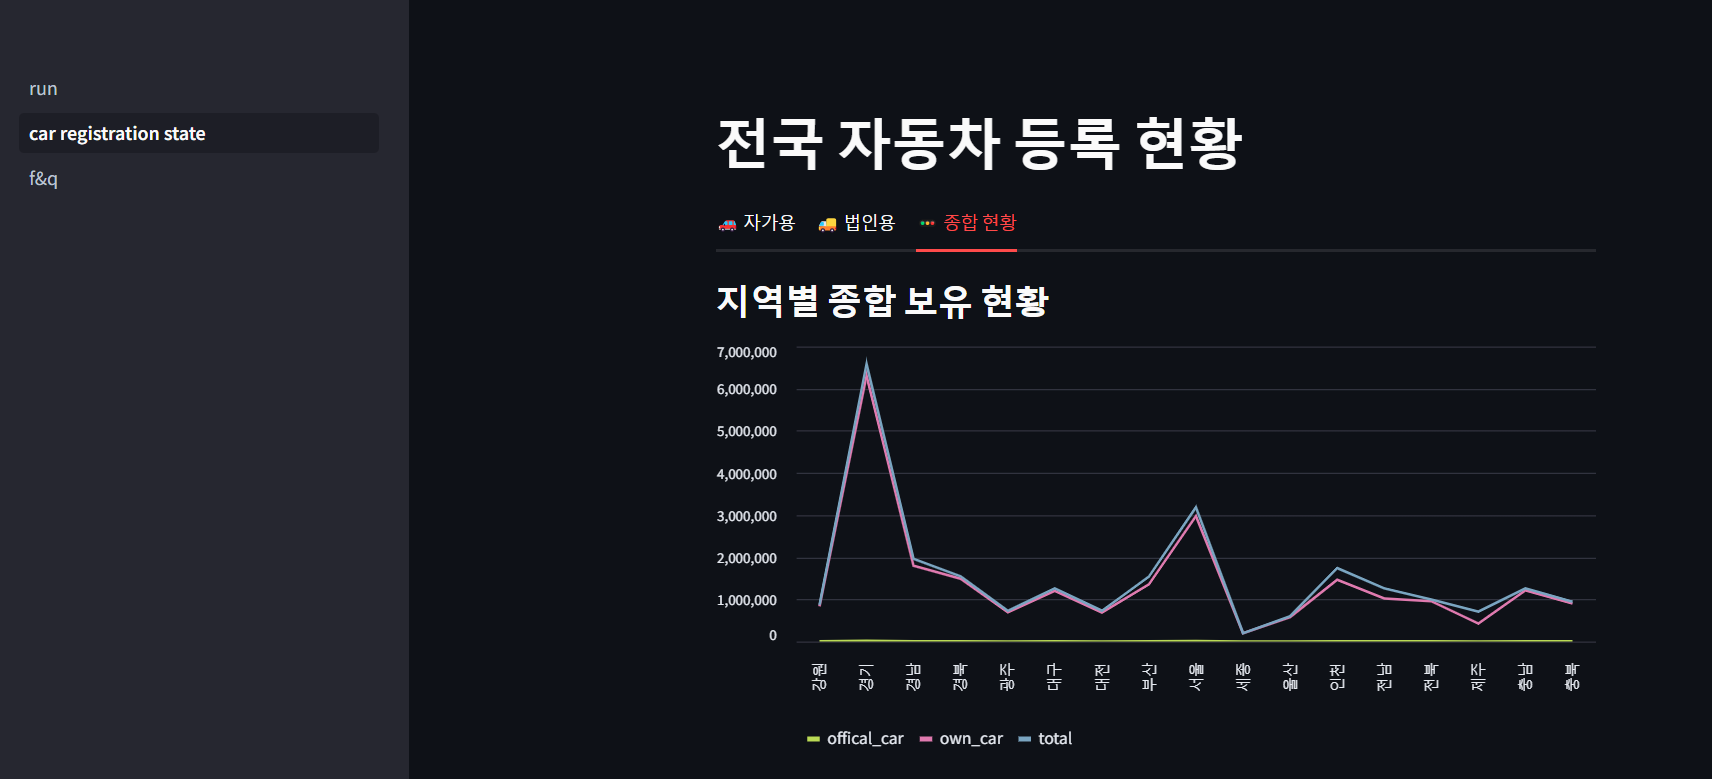 run
car registration state
f&q
전국 자동차 등록 현황
🚗 자가용 🚚 법인용 🚥 종합 현황
지역별 종합 보유 현황
7,000,000
6,000,000
5,000,000
4,000,000
3,000,000
2,000,000
1,000,000
0
강원 경기 경남 경북 광주 대구 대전 부산 서울 세종 울산 인천 전남 전북 제주 충남 충북
offical_car own_car total